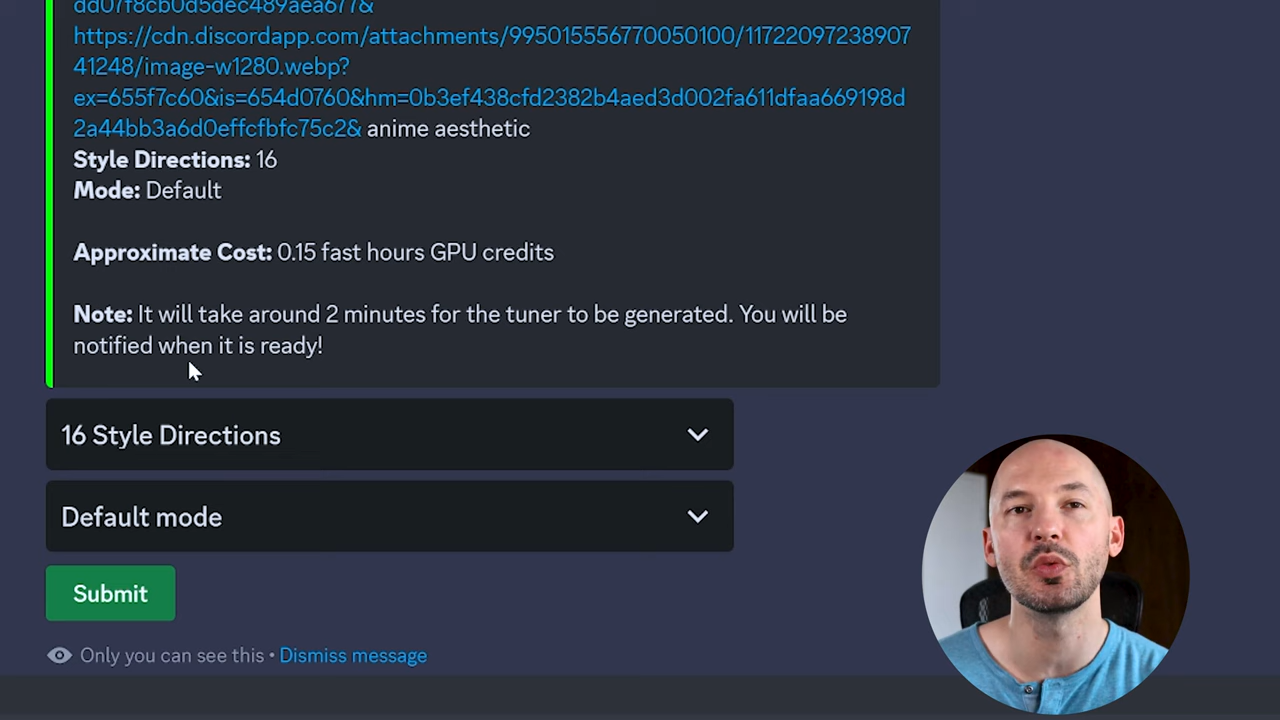 dd07f8cb0d5dec489aea677&
https://cdn.discordapp.com/attachments/995015556770050100/11722097238907
41248/image-w1280.webp?
ex=655f7c60&is=654d0760&hm=0b3ef438cfd2382b4aed3d002fa611dfaa669198d
2a44bb3a6d0effcfbfc75c2& anime aesthetic
Style Directions: 16
Mode: Default
Approximate Cost: 0.15 fast hours GPU credits
Note: It will take around 2 minutes for the tuner to be generated. You will be
notified when it is ready!
16 Style Directions
Default mode
Submit
Only you can see this • Dismiss message